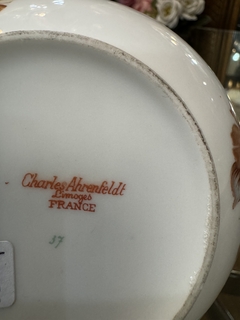 Charles Ahrenfeldt
Limoges
FRANCE
37